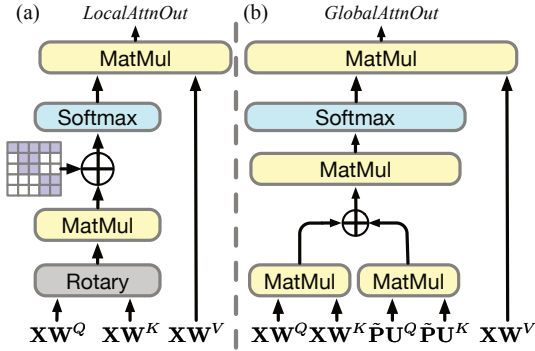 (a) LocalAttnOut
MatMul
Softmax
MatMul
Rotary
XW^Q XW^K XW^V
(b) GlobalAttnOut
MatMul
Softmax
MatMul
MatMul MatMul
XW^Q XW^K P̃U^Q P̃U^K XW^V